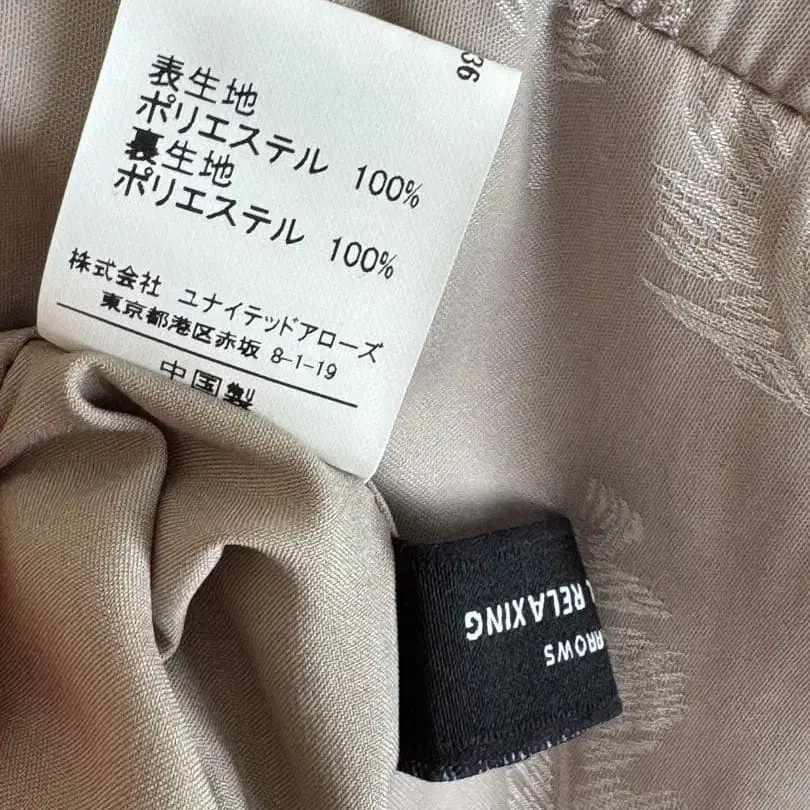 36
表生地
ポリエステル 100%
裏生地
ポリエステル 100%
株式会社 ユナイテッドアローズ
東京都港区赤坂 8-1-19
中国製
RROWS
RELAXING